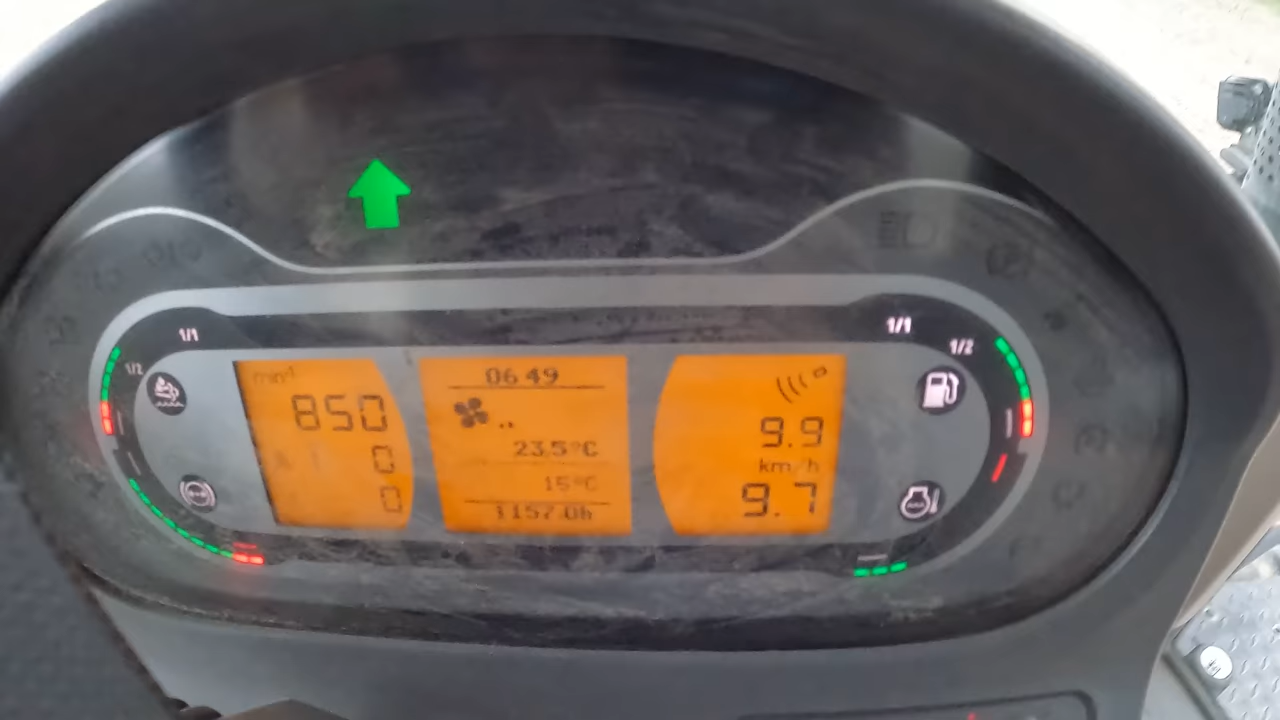 1/1
1/2
min-1
850
0
0
06 49
23.5°C
15°C
1157.0h
9.9
km/h
9.7
1/1
1/2